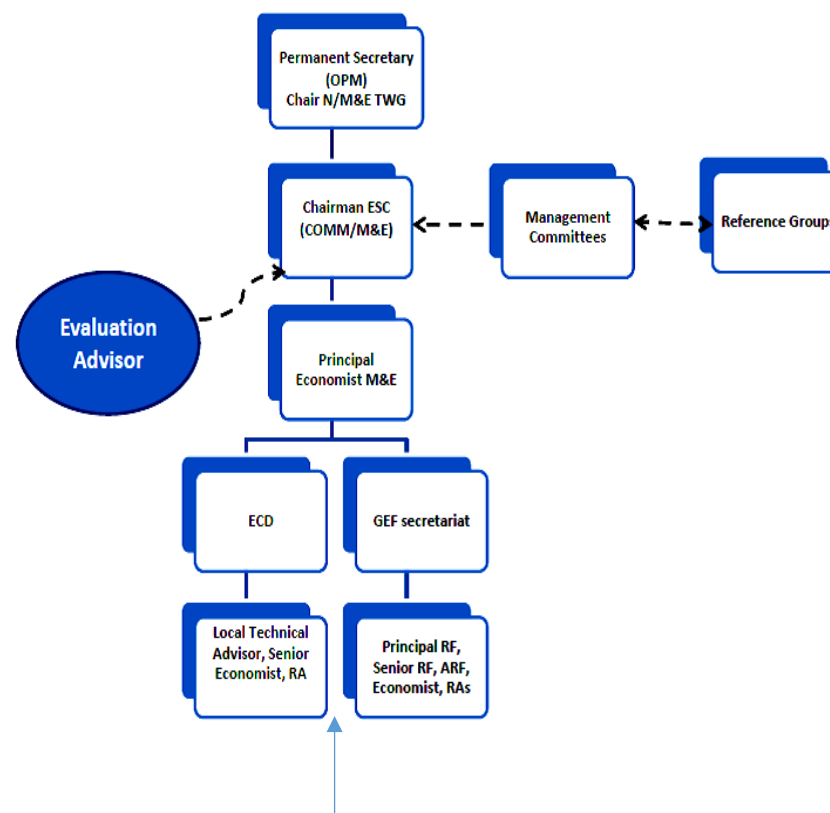 Permanent Secretary
(OPM)
Chair N/M&E TWG
Chairman ESC
(COMM/M&E)
Management
Committees
Reference Groups
Evaluation
Advisor
Principal
Economist M&E
ECD
GEF secretariat
Local Technical
Advisor, Senior
Economist, RA
Principal RF,
Senior RF, ARF,
Economist, RAs